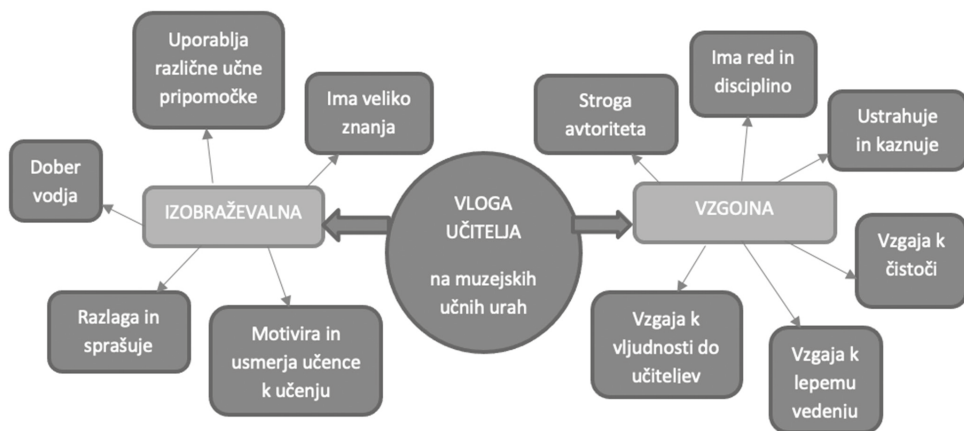 Uporablja
različne učne
pripomočke
Ima veliko
znanja
Dober
vodja
IZOBRAŽEVALNA
Razlaga in
sprašuje
Motivira in
usmerja učence
k učenju
VLOGA
UČITELJA
na muzejskih
učnih urah
Stroga
avtoriteta
Ima red in
disciplino
Ustrahuje
in kaznuje
VZGOJNA
Vzgaja k
čistoči
Vzgaja k
vljudnosti do
učiteljev
Vzgaja k
lepemu
vedenju